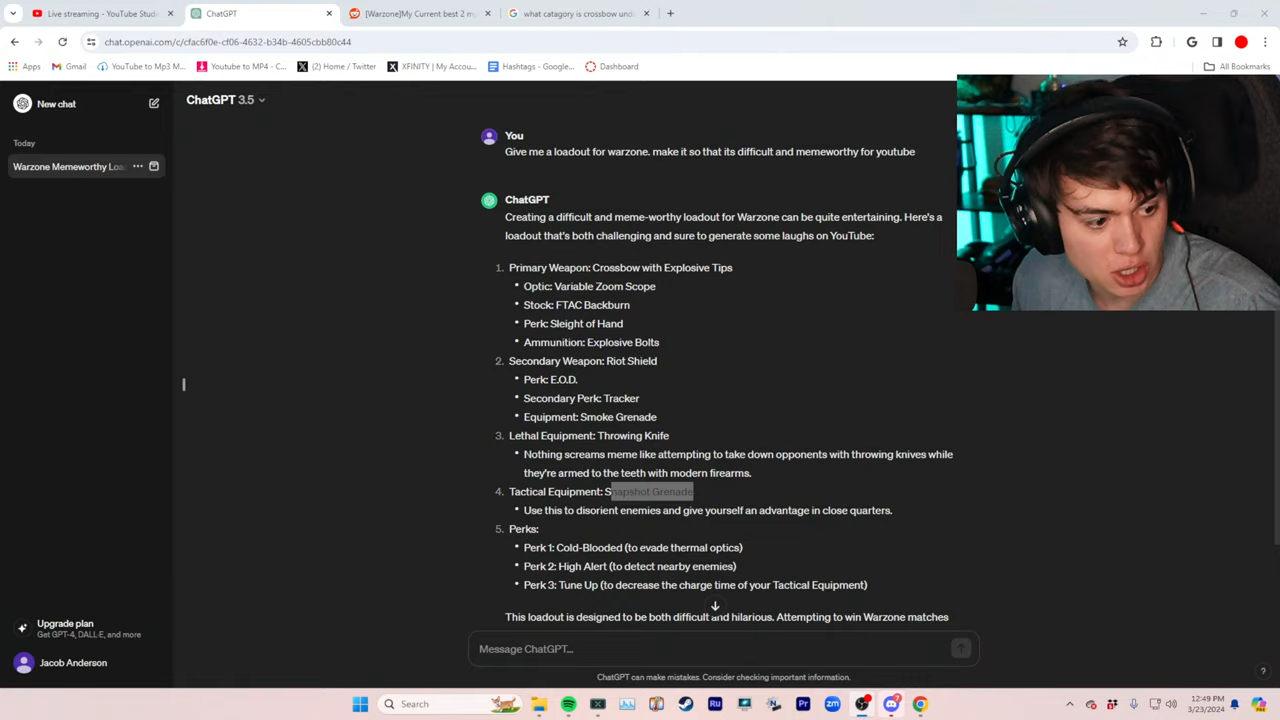 Live streaming - YouTube Studi
ChatGPT
[Warzone]My Current best 2 m
what catagory is crossbow und
chat.openai.com/c/cfac6f0e-cf06-4632-b34b-4605cbb80c44
Apps
Gmail
YouTube to Mp3 M...
YouTube to MP4 - C...
(2) Home / Twitter
XFINITY | My Accou...
Hashtags - Google...
Dashboard
All Bookmarks
New chat
Today
Warzone Memeworthy Loa
Upgrade plan
Get GPT-4, DALL·E, and more
Jacob Anderson
ChatGPT 3.5
You
Give me a loadout for warzone. make it so that its difficult and memeworthy for youtube
ChatGPT
Creating a difficult and meme-worthy loadout for Warzone can be quite entertaining. Here's a
loadout that's both challenging and sure to generate some laughs on YouTube:
1. Primary Weapon: Crossbow with Explosive Tips
• Optic: Variable Zoom Scope
• Stock: FTAC Backburn
• Perk: Sleight of Hand
• Ammunition: Explosive Bolts
2. Secondary Weapon: Riot Shield
• Perk: E.O.D.
• Secondary Perk: Tracker
• Equipment: Smoke Grenade
3. Lethal Equipment: Throwing Knife
• Nothing screams meme like attempting to take down opponents with throwing knives while
they're armed to the teeth with modern firearms.
4. Tactical Equipment: Snapshot Grenade
• Use this to disorient enemies and give yourself an advantage in close quarters.
5. Perks:
• Perk 1: Cold-Blooded (to evade thermal optics)
• Perk 2: High Alert (to detect nearby enemies)
• Perk 3: Tune Up (to decrease the charge time of your Tactical Equipment)
This loadout is designed to be both difficult and hilarious. Attempting to win Warzone matches
Message ChatGPT...
ChatGPT can make mistakes. Consider checking important information.
?
Search
Ru
Pr
zm
12:49 PM
3/23/2024